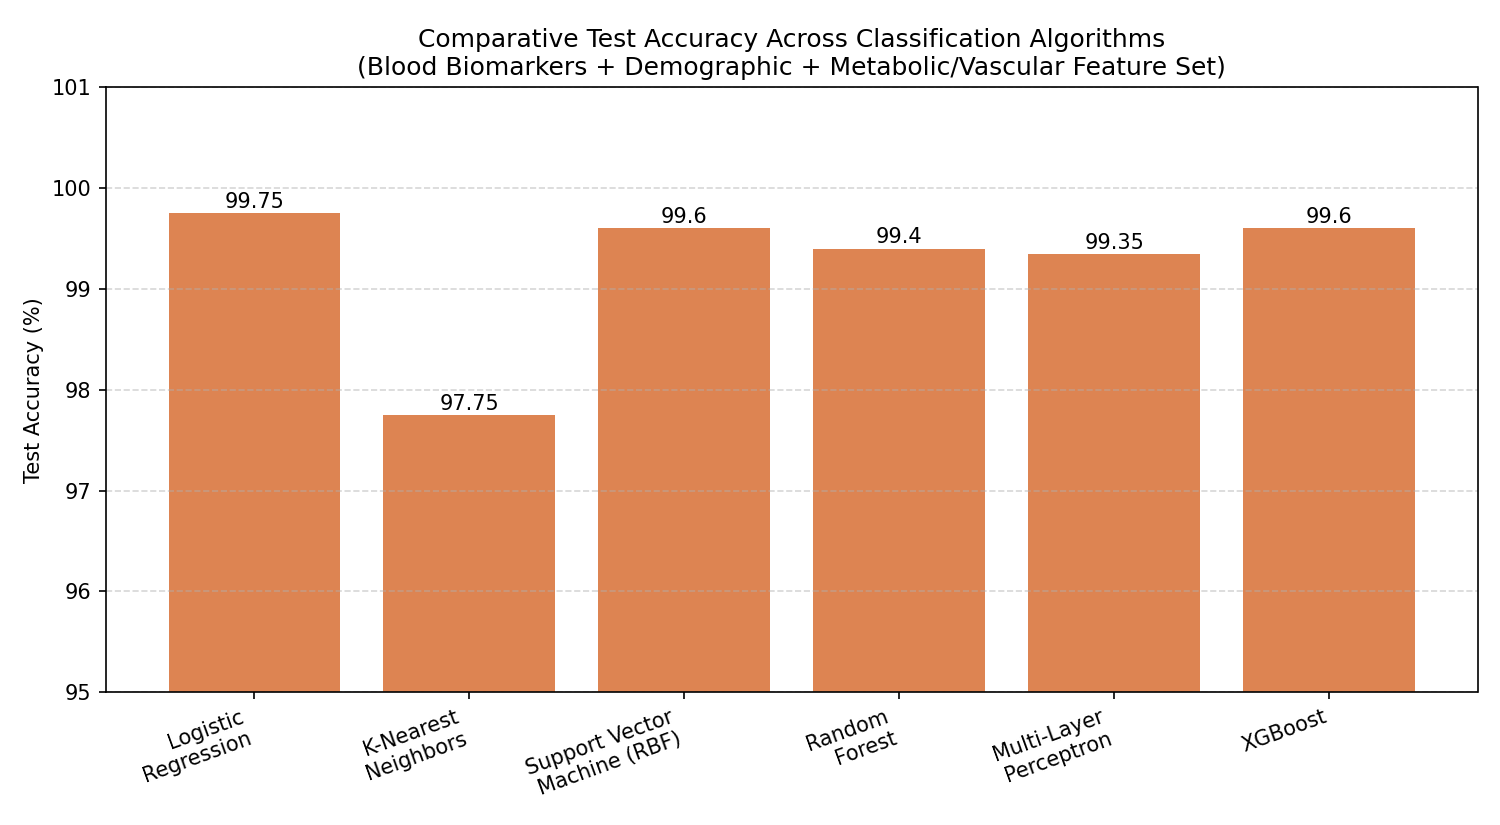 Comparative Test Accuracy Across Classification Algorithms
(Blood Biomarkers + Demographic + Metabolic/Vascular Feature Set)
Test Accuracy (%)
101
100
99
98
97
96
95
99.75
97.75
99.6
99.4
99.35
99.6
Logistic
Regression
K-Nearest
Neighbors
Support Vector
Machine (RBF)
Random
Forest
Multi-Layer
Perceptron
XGBoost